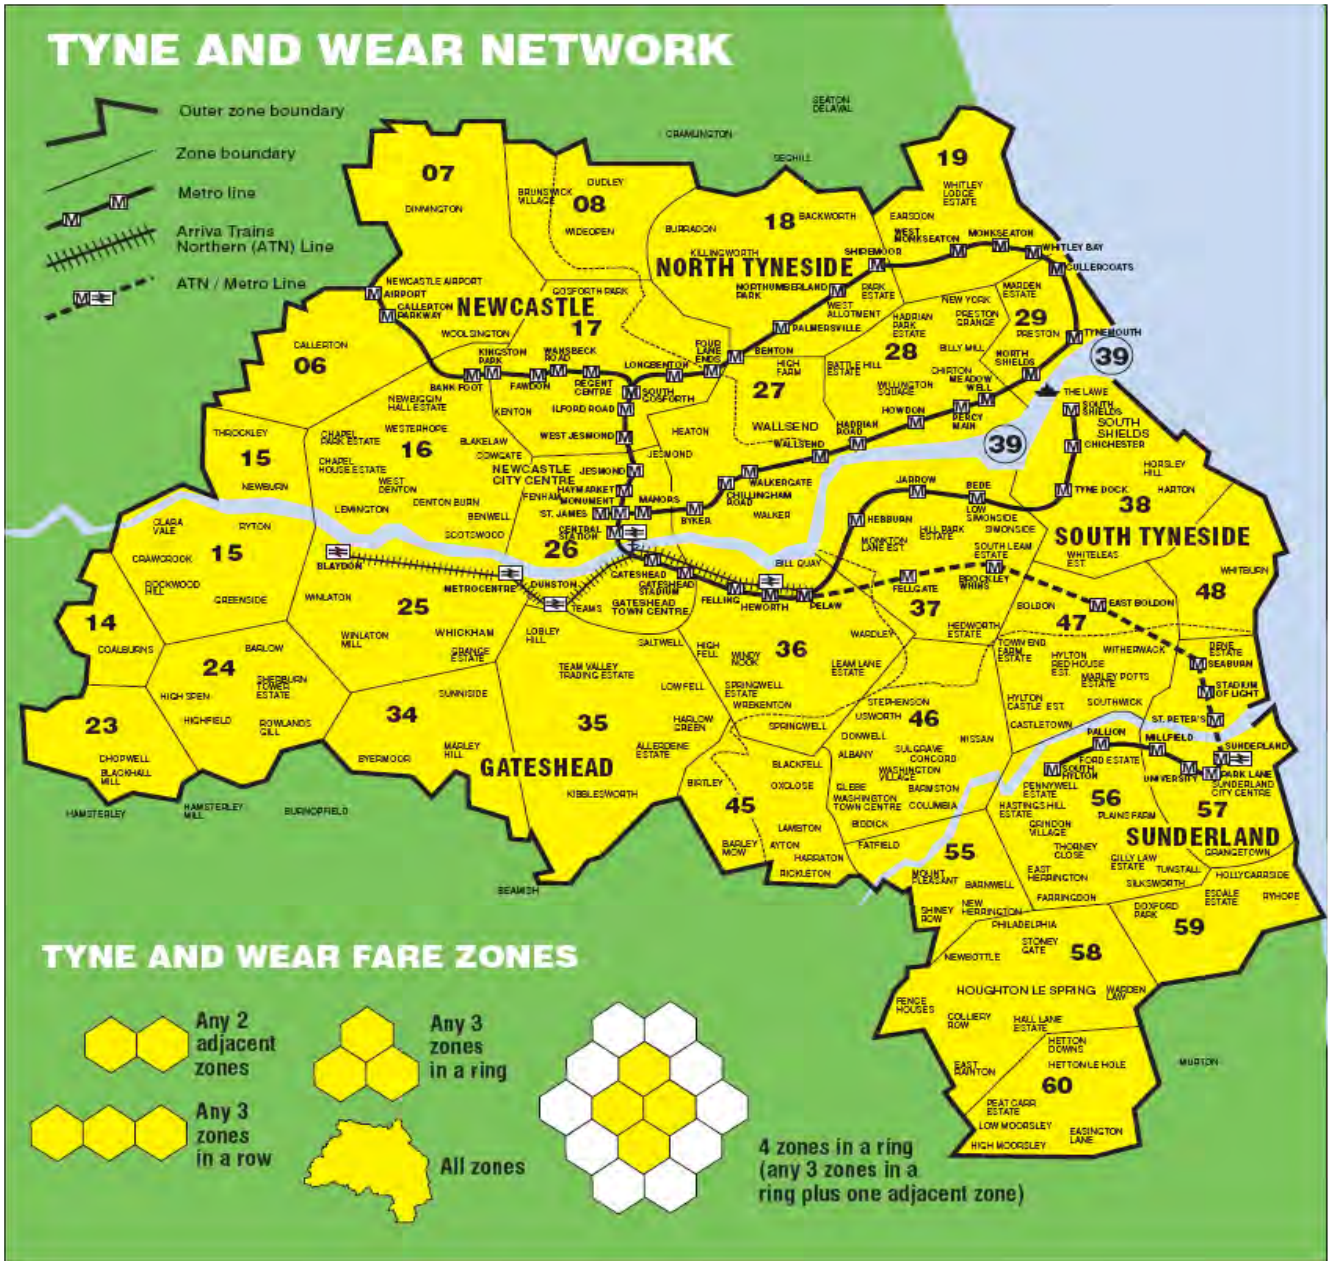 TYNE AND WEAR NETWORK
Outer zone boundary
Zone boundary
Metro line
Arriva Trains
Northern (ATN) Line
ATN / Metro Line
SEATON
DELAVAL
CRAMLINGTON
SEGHILL
07
DINNINGTON
BRUNSWICK
VILLAGE
DUDLEY
08
WIDEOPEN
BURRADON
18
BACKWORTH
KILLINGWORTH
NORTH TYNESIDE
19
WHITLEY
LODGE
ESTATE
EARSDON
WEST
MONKSEATON
MONKSEATON
WHITLEY BAY
CULLERCOATS
SHIREMOOR
NORTHUMBERLAND
PARK
PARK
ESTATE
WEST
ALLOTMENT
PALMERSVILLE
BENTON
NEWCASTLE AIRPORT
AIRPORT
CALLERTON
PARKWAY
NEWCASTLE
GOSFORTH PARK
17
WOOLSINGTON
CALLERTON
06
KINGSTON
PARK
BANK FOOT
FAWDON
WANSBECK
ROAD
REGENT
CENTRE
LONGBENTON
FOUR
LANE
ENDS
SOUTH
GOSFORTH
ILFORD ROAD
WEST JESMOND
JESMOND
HAYMARKET
MONUMENT
ST. JAMES
MANORS
CENTRAL
STATION
BYKER
CHILLINGHAM
ROAD
WALKERGATE
WALLSEND
HADRIAN
ROAD
HOWDON
PERCY
MAIN
MEADOW
WELL
NORTH
SHIELDS
TYNEMOUTH
MARDEN
ESTATE
29
PRESTON
NEW YORK
PRESTON
GRANGE
HADRIAN
PARK
ESTATE
28
BILLY MILL
CHIRTON
WILLINGTON
SQUARE
BATTLE HILL
ESTATE
HIGH
FARM
27
WALLSEND
HEATON
JESMOND
WALKER
39
39
THE LAWE
SOUTH
SHIELDS
SOUTH
SHIELDS
CHICHESTER
HORSLEY
HILL
HARTON
TYNE DOCK
38
SOUTH TYNESIDE
WHITELEAS
EST.
WHITBURN
48
NEWBIGGIN
HALL ESTATE
KENTON
WESTERHOPE
CHAPEL
PARK ESTATE
16
BLAKELAW
COWGATE
CHAPEL
HOUSE ESTATE
WEST
DENTON
NEWCASTLE
CITY CENTRE
DENTON BURN
FENHAM
LEMINGTON
BENWELL
SCOTSWOOD
26
THROCKLEY
15
NEWBURN
CLARA
VALE
RYTON
15
CRAWCROOK
ROCKWOOD
HILL
GREENSIDE
14
COALBURNS
BLAYDON
METROCENTRE
DUNSTON
TEAMS
GATESHEAD
GATESHEAD
STADIUM
GATESHEAD
TOWN CENTRE
FELLING
HEWORTH
PELAW
BILL QUAY
HEBBURN
JARROW
BEDE
LOW
SIMONSIDE
SIMONSIDE
HILL PARK
ESTATE
MONKTON
LANE EST.
SOUTH LEAM
ESTATE
FELLGATE
BROCKLEY
WHINS
37
HEDWORTH
ESTATE
BOLDON
EAST BOLDON
47
WINLATON
25
WINLATON
MILL
WHICKHAM
GRANGE
ESTATE
LOBLEY
HILL
SALTWELL
HIGH
FELL
WINDY
NOOK
36
WARDLEY
LEAM LANE
ESTATE
24
BARLOW
SHERBURN
TOWER
ESTATE
HIGH SPEN
HIGHFIELD
ROWLANDS
GILL
23
CHOPWELL
BLACKHALL
MILL
HAMSTERLEY
HAMSTERLEY
MILL
BURNOPFIELD
34
SUNNISIDE
BYERMOOR
MARLEY
HILL
TEAM VALLEY
TRADING ESTATE
LOW FELL
35
HARLOW
GREEN
ALLERDENE
ESTATE
GATESHEAD
KIBBLESWORTH
BEAMISH
SPRINGWELL
ESTATE
WREKENTON
SPRINGWELL
BIRTLEY
45
BARLEY
MOW
BLACKFELL
OXCLOSE
LAMBTON
AYTON
HARRATON
RICKLETON
STEPHENSON
USWORTH
46
DONWELL
ALBANY
SULGRAVE
CONCORD
NISSAN
WASHINGTON
VILLAGE
GLEBE
BARMSTON
WASHINGTON
TOWN CENTRE
COLUMBIA
BIDDICK
FATFIELD
TOWN END
FARM
ESTATE
HYLTON
RED HOUSE
EST.
WITHERWACK
MARLEY POTTS
ESTATE
HYLTON
CASTLE EST.
SOUTHWICK
CASTLETOWN
DENE
ESTATE
SEABURN
STADIUM
OF LIGHT
ST. PETER'S
SUNDERLAND
PARK LANE
SUNDERLAND
CITY CENTRE
UNIVERSITY
MILLFIELD
PALLION
FORD ESTATE
SOUTH
HYLTON
PENNYWELL
ESTATE
56
57
HASTINGS HILL
ESTATE
GRINDON
VILLAGE
PLAINS FARM
SUNDERLAND
GRANGETOWN
THORNEY
CLOSE
GILLY LAW
ESTATE
TUNSTALL
HOLLYCARRSIDE
EAST
HERRINGTON
SILKSWORTH
FARRINGDON
DOXFORD
PARK
ESDALE
ESTATE
RYHOPE
59
55
MOUNT
PLEASANT
BARNWELL
SHINEY
ROW
NEW
HERRINGTON
PHILADELPHIA
STONEY
GATE
58
NEWBOTTLE
HOUGHTON LE SPRING
WARDEN
LAW
FENCE
HOUSES
COLLIERY
ROW
HALL LANE
ESTATE
HETTON
DOWNS
EAST
RAINTON
HETTON LE HOLE
60
PEAT CARR
ESTATE
LOW MOORSLEY
HIGH MOORSLEY
EASINGTON
LANE
MURTON
TYNE AND WEAR FARE ZONES
Any 2
adjacent
zones
Any 3
zones
in a ring
Any 3
zones
in a row
All zones
4 zones in a ring
(any 3 zones in a
ring plus one adjacent zone)